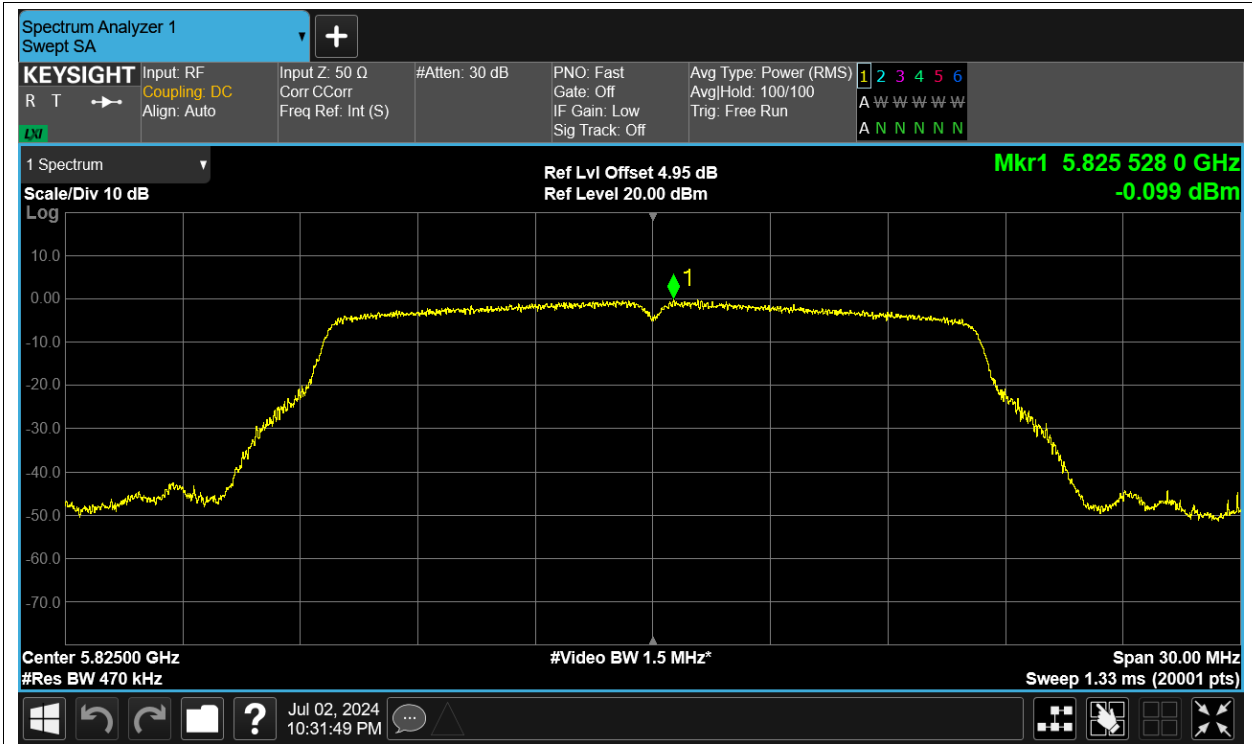 Spectrum Analyzer 1
Swept SA
+
KEYSIGHT
R T
LXI
Input: RF
Coupling: DC
Align: Auto
Input Z: 50 Ω
Corr CCorr
Freq Ref: Int (S)
#Atten: 30 dB
PNO: Fast
Gate: Off
IF Gain: Low
Sig Track: Off
Avg Type: Power (RMS)
Avg|Hold: 100/100
Trig: Free Run
1 2 3 4 5 6
A W W W W W
A N N N N N
1 Spectrum
Scale/Div 10 dB
Log
Ref Lvl Offset 4.95 dB
Ref Level 20.00 dBm
Mkr1 5.825 528 0 GHz
-0.099 dBm
10.0
0.00
-10.0
-20.0
-30.0
-40.0
-50.0
-60.0
-70.0
1
Center 5.82500 GHz
#Res BW 470 kHz
#Video BW 1.5 MHz*
Span 30.00 MHz
Sweep 1.33 ms (20001 pts)
?
Jul 02, 2024
10:31:49 PM